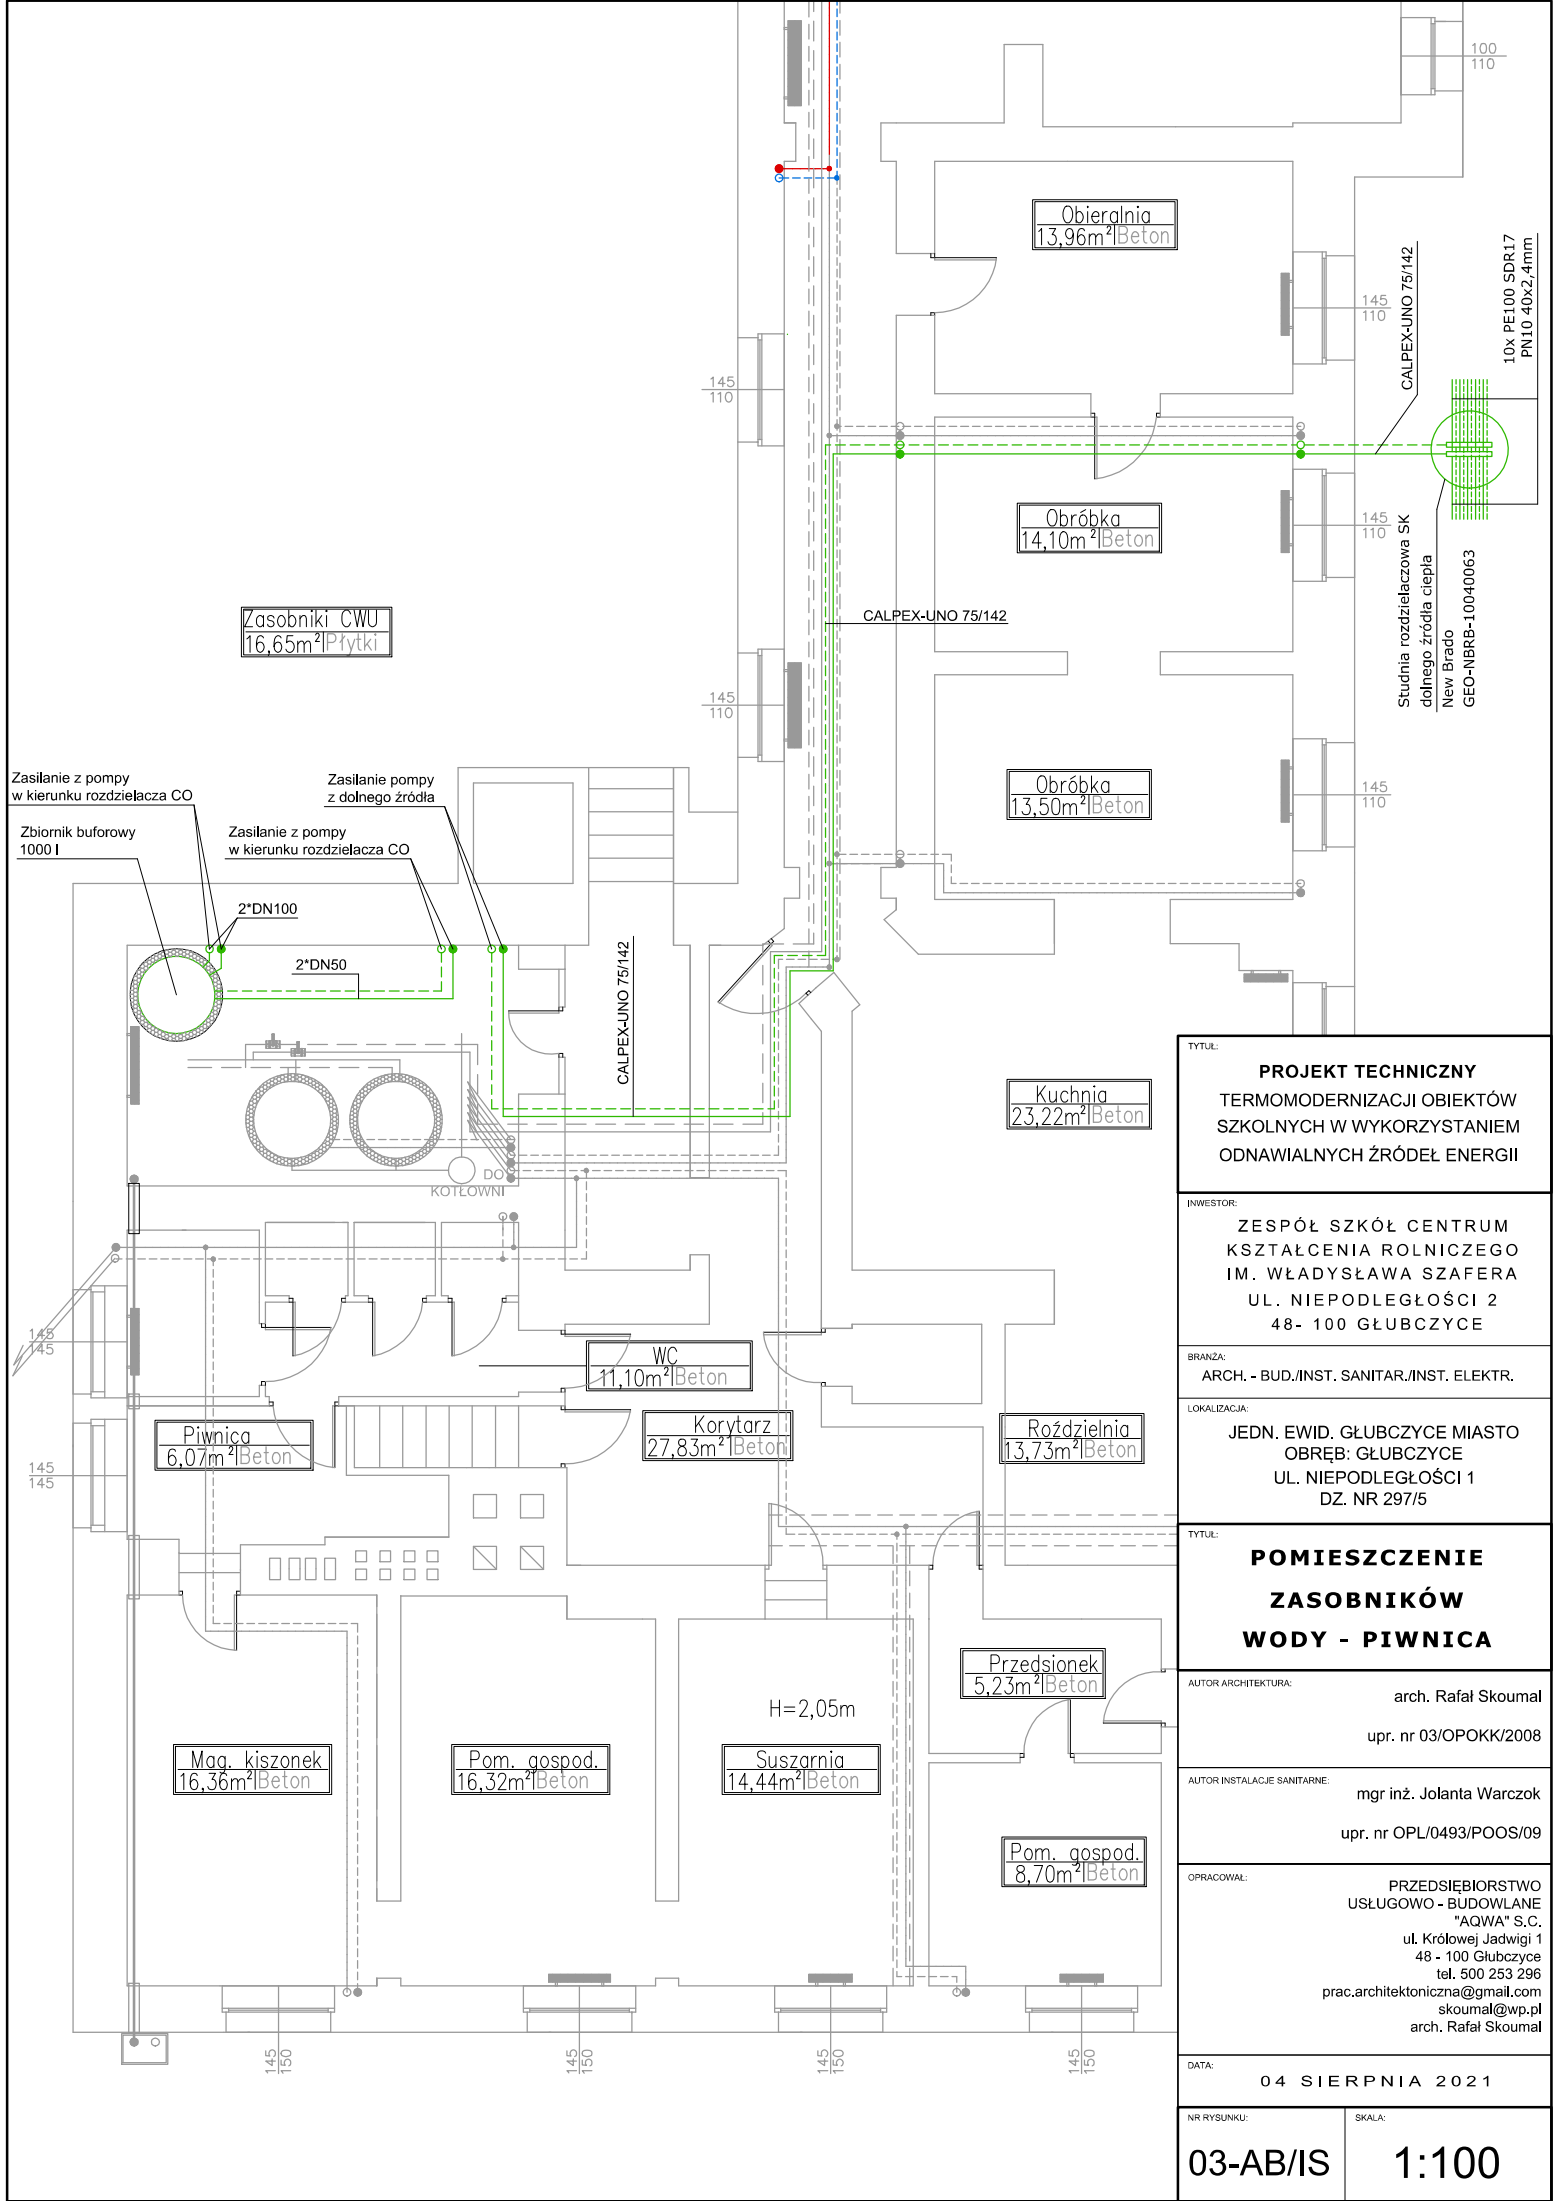 100
110
Obieralnia
13,96m²|Beton
145
110
CALPEX-UNO 75/142
10x PE100 SDR17
PN10 40x2,4mm
145
110
Obróbka
14,10m²|Beton
145
110
Studnia rozdzielaczowa SK
dolnego źródła ciepła
New Brado
GEO-NBRB-10040063
Zasobniki CWU
16,65m²|Płytki
CALPEX-UNO 75/142
145
110
Zasilanie z pompy
w kierunku rozdzielacza CO
Zasilanie pompy
z dolnego źródła
Obróbka
13,50m²|Beton
145
110
Zbiornik buforowy
1000 l
Zasilanie z pompy
w kierunku rozdzielacza CO
2*DN100
2*DN50
CALPEX-UNO 75/142
Kuchnia
23,22m²|Beton
DO
KOTŁOWNI
145
145
WC
11,10m²|Beton
Piwnica
6,07m²|Beton
Korytarz
27,83m²|Beton
Roździelnia
13,73m²|Beton
145
145
Przedsionek
5,23m²|Beton
H=2,05m
Mag. kiszonek
16,36m²|Beton
Pom. gospod.
16,32m²|Beton
Suszarnia
14,44m²|Beton
Pom. gospod.
8,70m²|Beton
145
150
145
150
145
150
145
150
TYTUŁ:
PROJEKT TECHNICZNY
TERMOMODERNIZACJI OBIEKTÓW
SZKOLNYCH W WYKORZYSTANIEM
ODNAWIALNYCH ŹRÓDEŁ ENERGII
INWESTOR:
ZESPÓŁ SZKÓŁ CENTRUM
KSZTAŁCENIA ROLNICZEGO
IM. WŁADYSŁAWA SZAFERA
UL. NIEPODLEGŁOŚCI 2
48- 100 GŁUBCZYCE
BRANŻA:
ARCH. - BUD./INST. SANITAR./INST. ELEKTR.
LOKALIZACJA:
JEDN. EWID. GŁUBCZYCE MIASTO
OBRĘB: GŁUBCZYCE
UL. NIEPODLEGŁOŚCI 1
DZ. NR 297/5
TYTUŁ:
POMIESZCZENIE
ZASOBNIKÓW
WODY - PIWNICA
AUTOR ARCHITEKTURA:
arch. Rafał Skoumal
upr. nr 03/OPOKK/2008
AUTOR INSTALACJE SANITARNE:
mgr inż. Jolanta Warczok
upr. nr OPL/0493/POOS/09
OPRACOWAŁ:
PRZEDSIĘBIORSTWO
USŁUGOWO - BUDOWLANE
"AQWA" S.C.
ul. Królowej Jadwigi 1
48 - 100 Głubczyce
tel. 500 253 296
prac.architektoniczna@gmail.com
skoumal@wp.pl
arch. Rafał Skoumal
DATA:
04 SIERPNIA 2021
NR RYSUNKU:
03-AB/IS
SKALA:
1:100